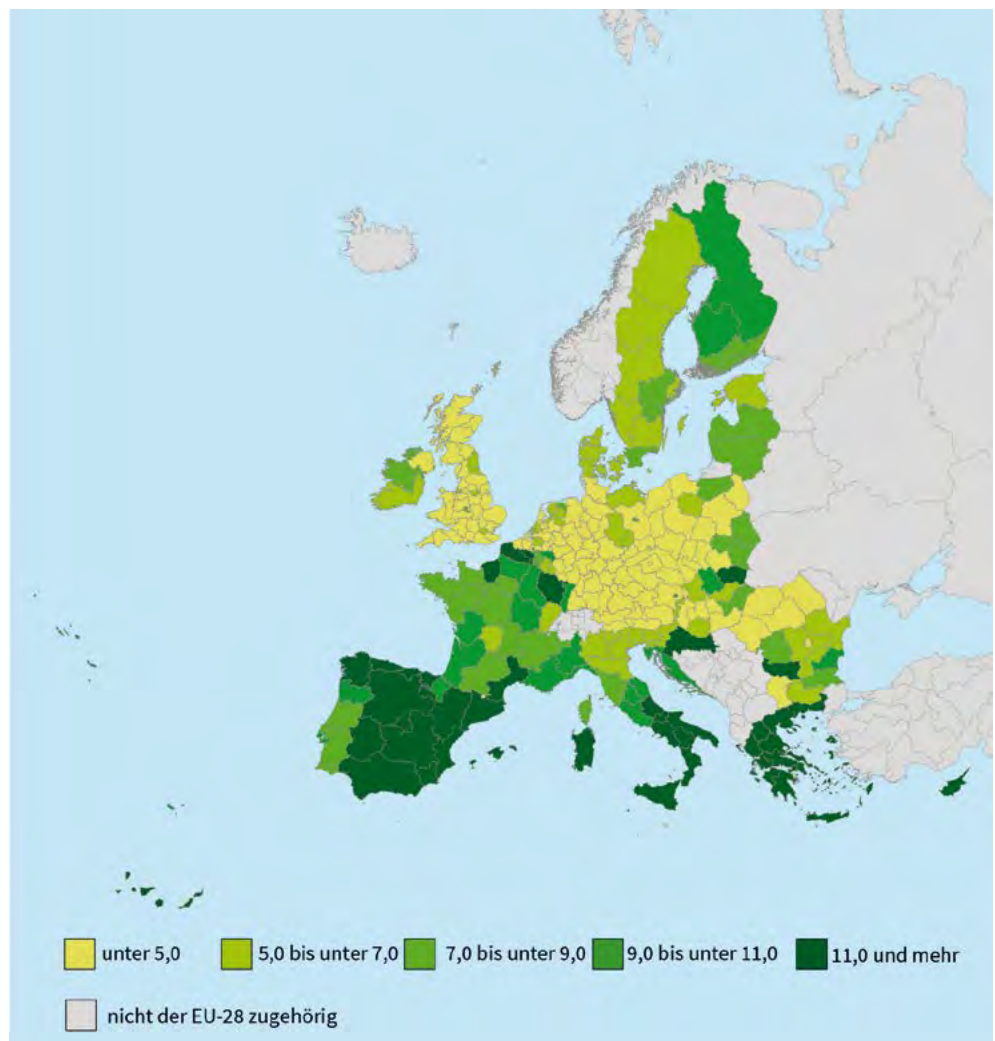 unter 5,0 5,0 bis unter 7,0 7,0 bis unter 9,0 9,0 bis unter 11,0 11,0 und mehr
nicht der EU-28 zugehörig